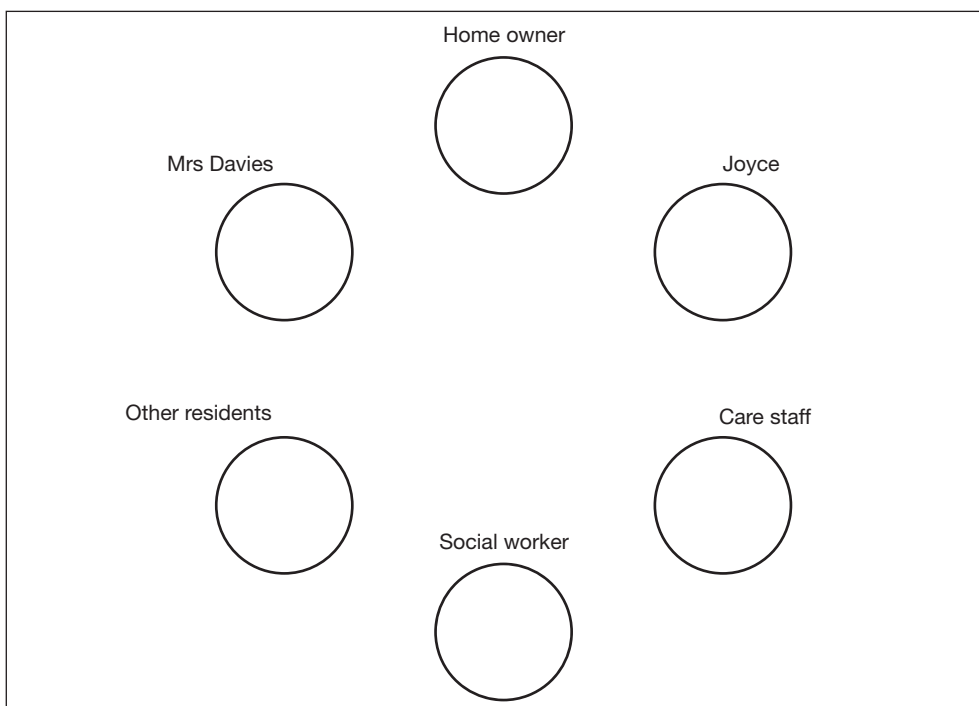 Home owner
Mrs Davies
Joyce
Other residents
Care staff
Social worker